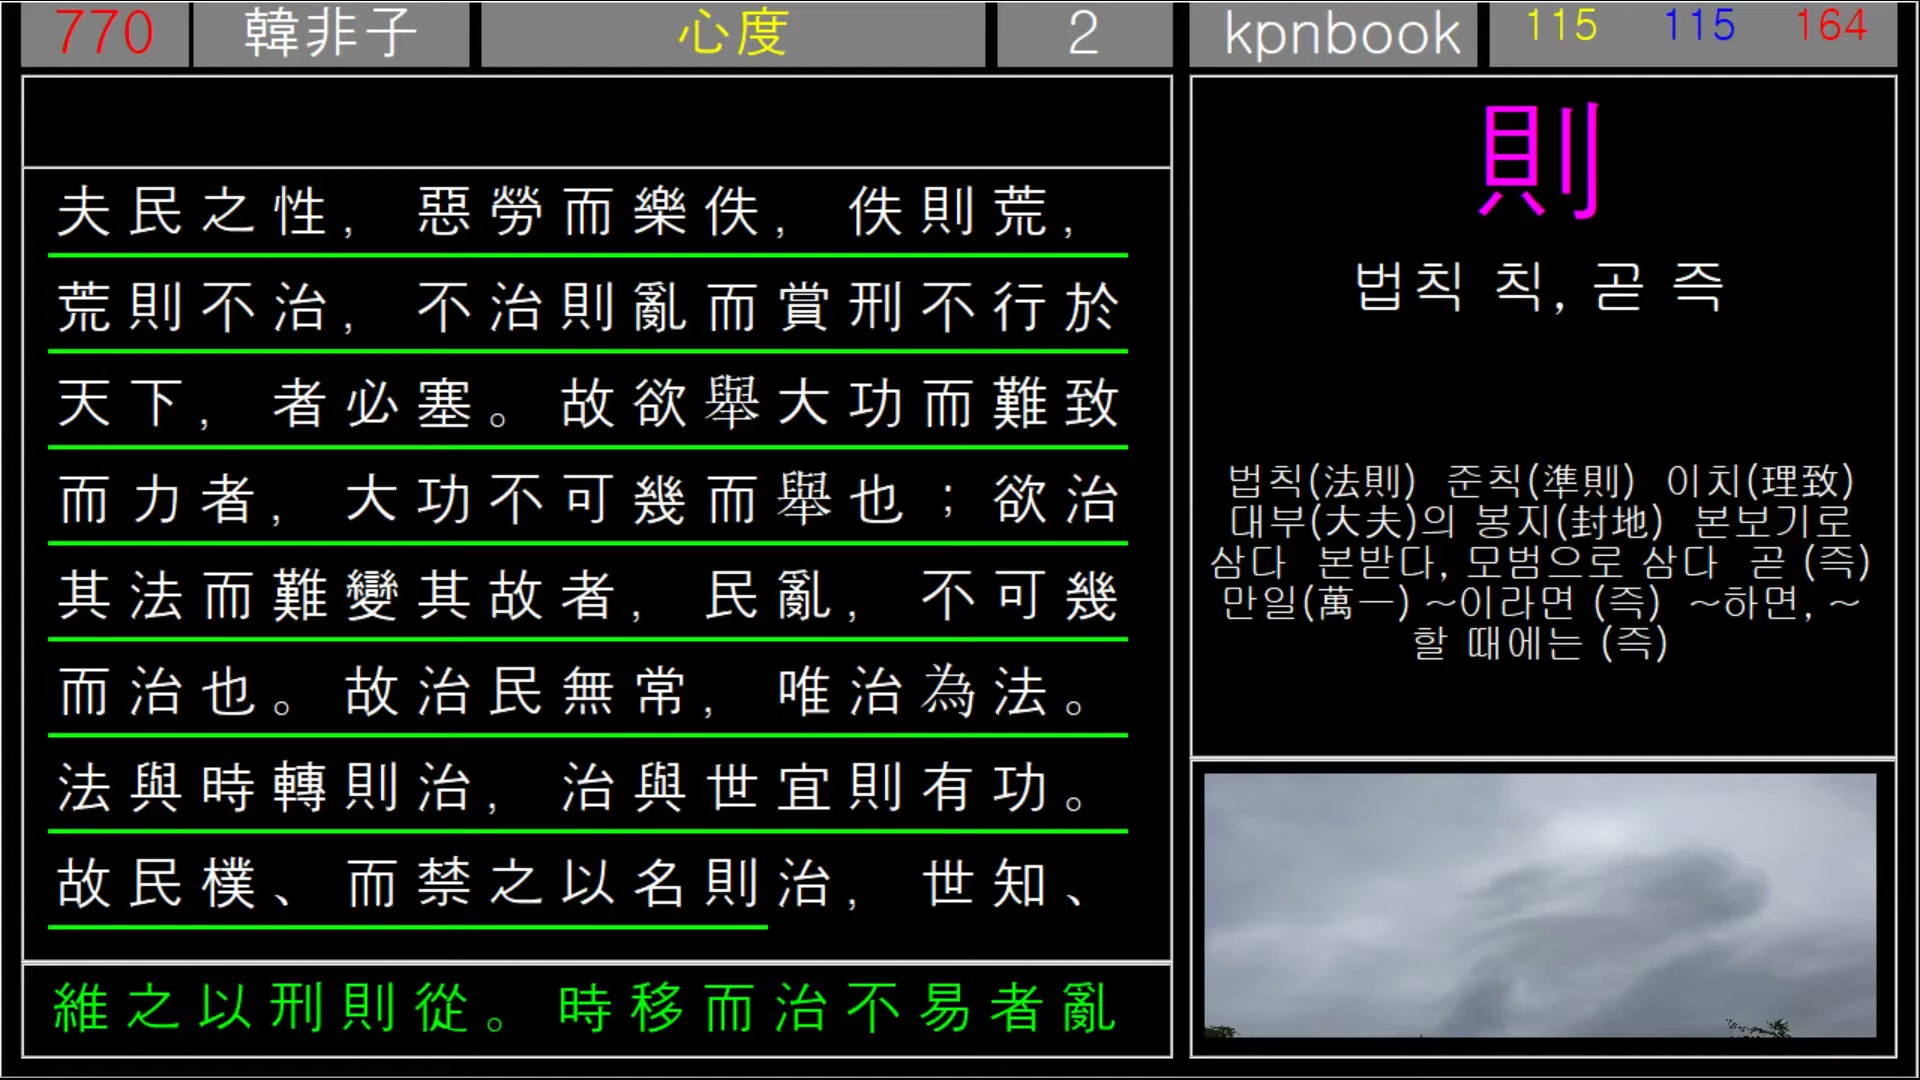 770 韓非子 心度 2 kpnbook 115 115 164
夫民之性, 惡勞而樂佚, 佚則荒,
荒則不治, 不治則亂而賞刑不行於
天下, 者必塞。故欲舉大功而難致
而力者, 大功不可幾而舉也；欲治
其法而難變其故者, 民亂, 不可幾
而治也。故治民無常, 唯治為法。
法與時轉則治, 治與世宜則有功。
故民樸、而禁之以名則治, 世知、
維之以刑則從。時移而治不易者亂
則
법칙 칙, 곧 즉
법칙(法則) 준칙(準則) 이치(理致)
대부(大夫)의 봉지(封地) 본보기로
삼다 본받다, 모범으로 삼다 곧 (즉)
만일(萬一) ~이라면 (즉) ~하면, ~
할 때에는 (즉)